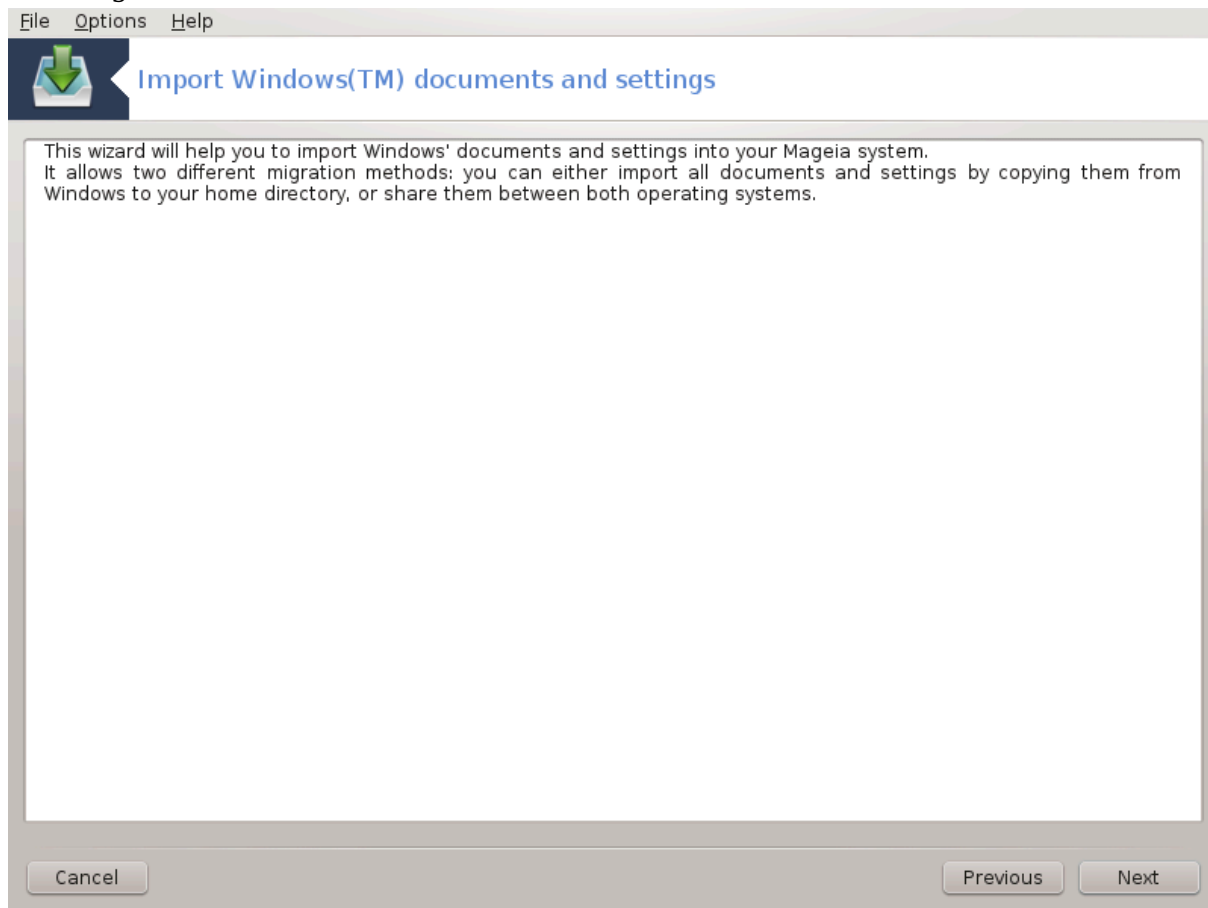 File Options Help
Import Windows(TM) documents and settings
This wizard will help you to import Windows' documents and settings into your Mageia system.
It allows two different migration methods: you can either import all documents and settings by copying them from
Windows to your home directory, or share them between both operating systems.
Cancel Previous Next